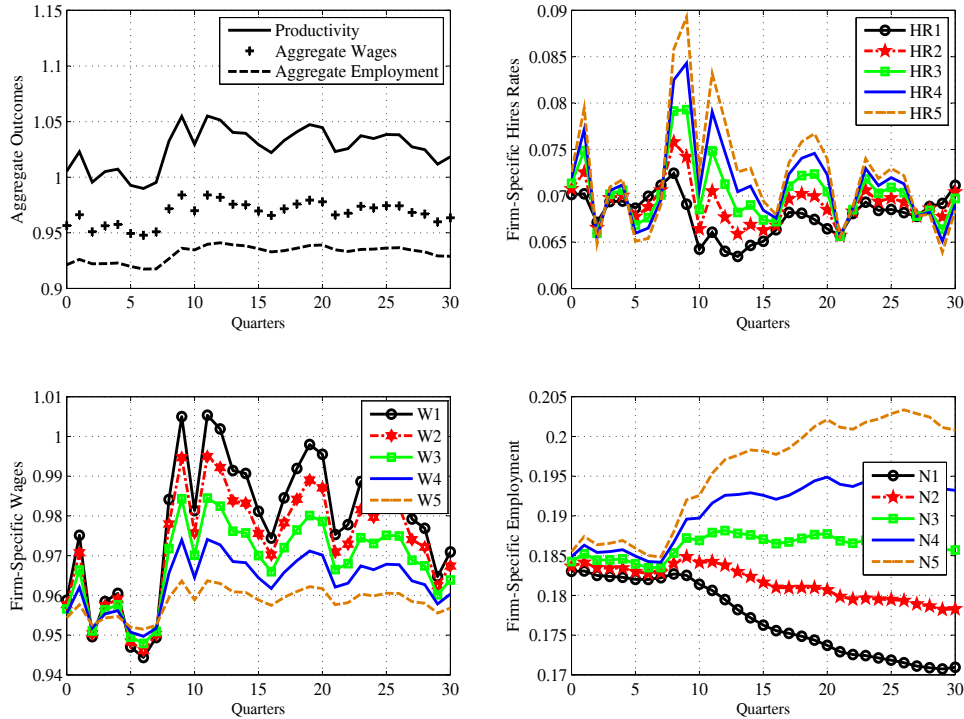 1.15
1.1
1.05
1
0.95
0.9
Aggregate Outcomes
Productivity
Aggregate Wages
Aggregate Employment
0 5 10 15 20 25 30
Quarters
0.09
0.085
0.08
0.075
0.07
0.065
0.06
Firm-Specific Hires Rates
HR1
HR2
HR3
HR4
HR5
0 5 10 15 20 25 30
Quarters
1.01
1
0.99
0.98
0.97
0.96
0.95
0.94
Firm-Specific Wages
W1
W2
W3
W4
W5
0 5 10 15 20 25 30
Quarters
0.205
0.2
0.195
0.19
0.185
0.18
0.175
0.17
Firm-Specific Employment
N1
N2
N3
N4
N5
0 5 10 15 20 25 30
Quarters